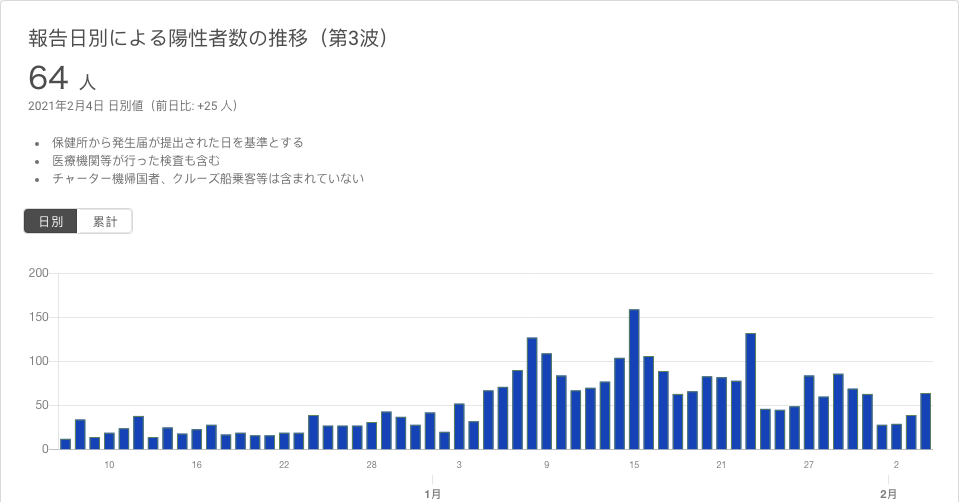 報告日別による陽性者数の推移（第3波）
64 人
2021年2月4日 日別値（前日比: +25 人）
• 保健所から発生届が提出された日を基準とする
• 医療機関等が行った検査も含む
• チャーター機帰国者、クルーズ船乗客等は含まれていない
日別 累計
200
150
100
50
0
10 16 22 28 3 9 15 21 27 2
1月 2月